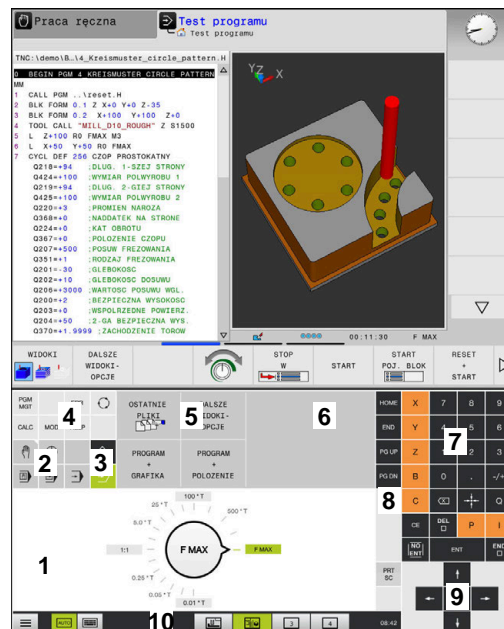 Praca ręczna
Test programu
Test programu
TNC:\demo\B…\4_Kreismuster_circle_pattern.H
0 BEGIN PGM 4_KREISMUSTER_CIRCLE_PATTERN
MM
1 CALL PGM ..\reset.H
2 BLK FORM 0.1 Z X+0 Y+0 Z-35
3 BLK FORM 0.2 X+100 Y+100 Z+0
4 TOOL CALL "MILL_D10_ROUGH" Z S1500
5 L Z+100 R0 FMAX M3
6 L X+50 Y+50 R0 FMAX
7 CYCL DEF 256 CZOP PROSTOKATNY
Q218=+94 ;DLUG. 1-SZEJ STRONY
Q424=+100 ;WYMIAR POLWYROBU 1
Q219=+94 ;DLUG. 2-GIEJ STRONY
Q425=+100 ;WYMIAR POLWYROBU 2
Q220=+3 ;PROMIEN NAROZA
Q368=+0 ;NADDATEK NA STRONE
Q224=+0 ;KAT OBROTU
Q367=+0 ;POLOZENIE CZOPU
Q207=+500 ;POSUW FREZOWANIA
Q351=+1 ;RODZAJ FREZOWANIA
Q201=-30 ;GLEBOKOSC
Q202=+10 ;GLEBOKOSC DOSUWU
Q206=+3000 ;WARTOSC POSUWU WGL.
Q200=+2 ;BEZPIECZNA WYSOKOSC
Q203=+0 ;WSPOLRZEDNE POWIERZ.
Q204=+50 ;2-GA BEZPIECZNA WYS.
Q370=+1.9999 ;ZACHODZENIE TOROW
Y Z X
00:11:30 F MAX
WIDOKI
DALSZE
WIDOKI-
OPCJE
STOP
W
START
START
POJ. BLOK
RESET
+
START
PGM
MGT
4
CALC
MOD
2
3
OSTATNIE
PLIKI
5
DALSZE
WIDOKI-
OPCJE
PROGRAM
+
GRAFIKA
PROGRAM
+
POLOZENIE
6
HOME X 7 8 9
END Y 4 5 6
7
PG UP Z 1 2 3
PG DN B 0 . -/+
8
C Q
CE DEL P I
NO
ENT
ENT
END
PRT
SC
9
1
100 °T
25 °T
500 °T
5.0 °T
1:1
F MAX
F MAX
0.25 °T
0.05 °T
0.01 °T
AUTO
10
3
4
08:42